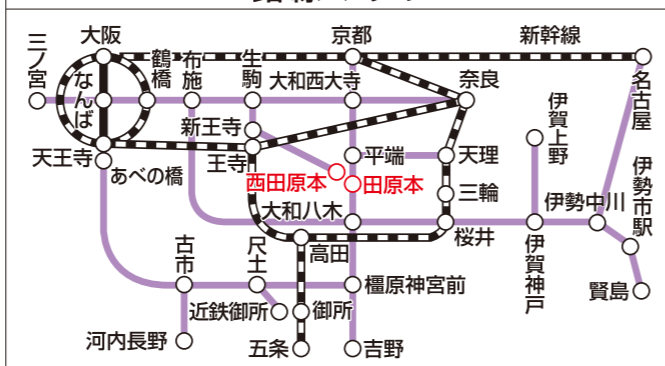 大阪
京都
新幹線
三ノ宮
なんば
鶴橋
布施
生駒
大和西大寺
奈良
名古屋
新王寺
伊賀上野
天王寺
あべの橋
王寺
平端
天理
西田原本
田原本
三輪
大和八木
桜井
伊勢中川
伊勢市駅
伊賀神戸
古市
尺土
高田
橿原神宮前
賢島
近鉄御所
御所
河内長野
五条
吉野